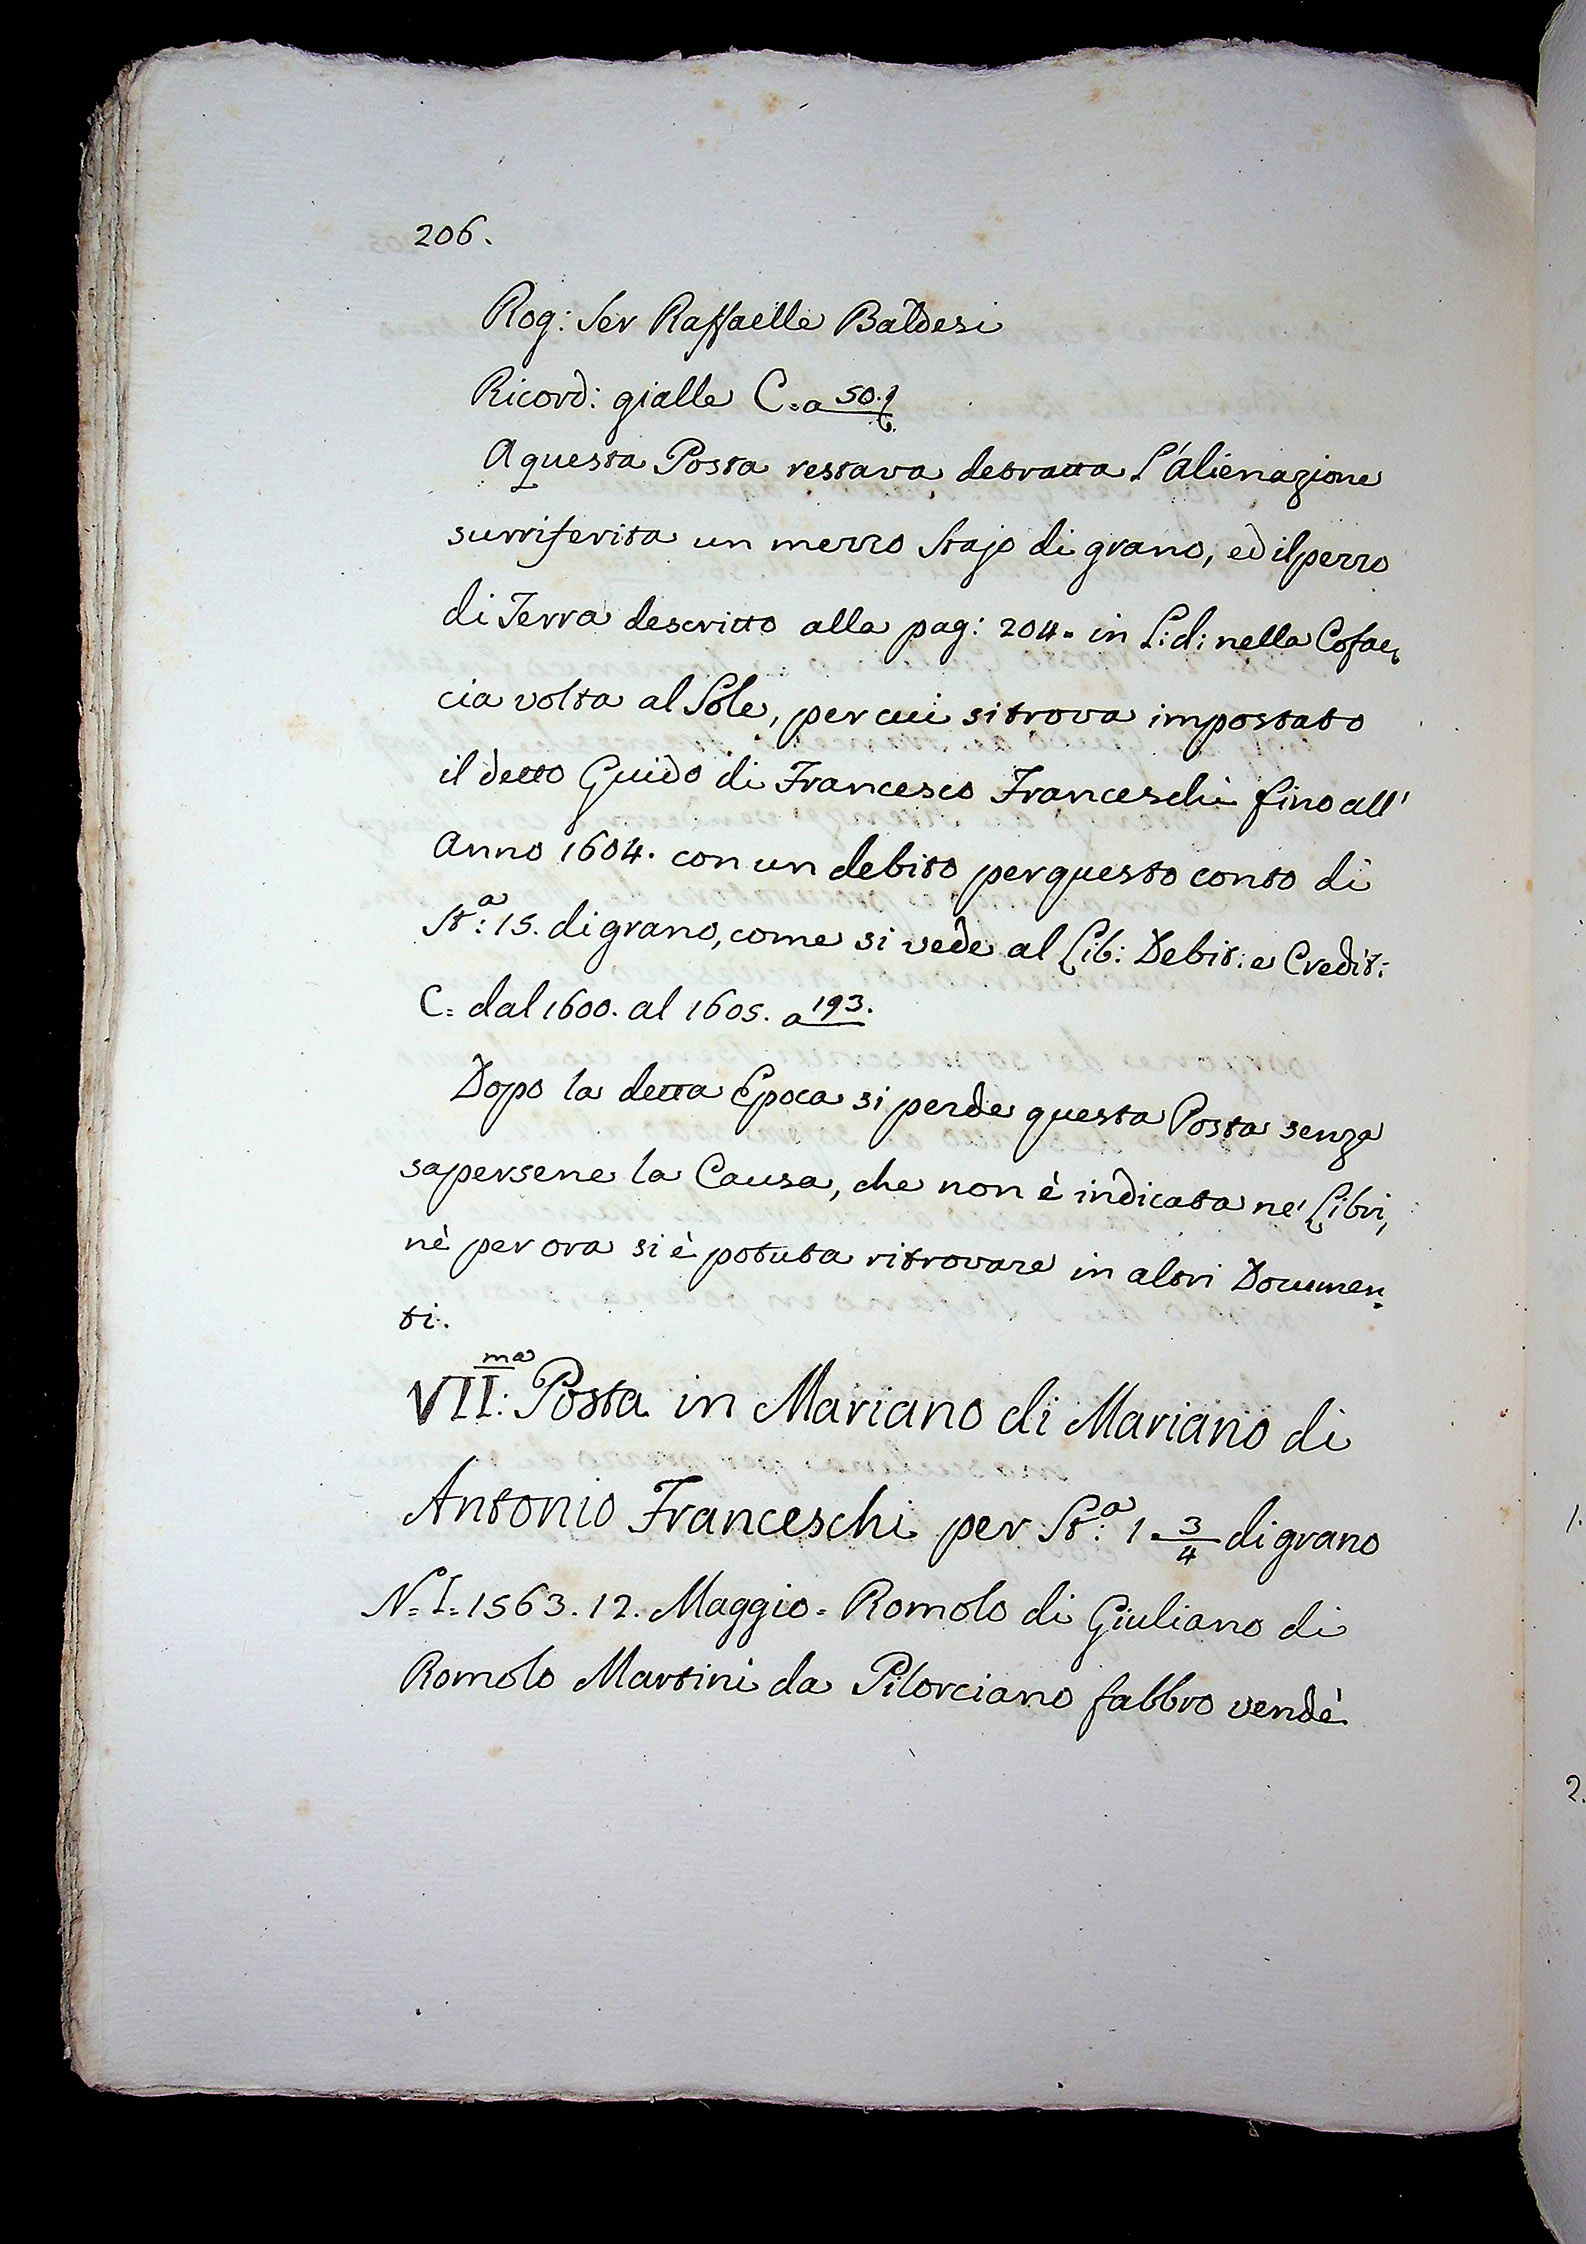 206.
Rog: Ser Raffaelle Baldesi
Ricord: gialle C. a 50.
A questa Posta restava detratta l'Alienazione
surriferita un mezzo Stajo di grano, ed il pezzo
di Terra descritto alla pag: 204. in L: d: nella Cofac,
cia volta al Sole, per cui si trova impostato
il detto Guido di Francesco Franceschi fino all'
Anno 1604. con un debito per questo conto di
St:a 15. di grano, come si vede al Lib: Debit: e Credit:
C= dal 1600. al 1605. a 193.
Dopo la detta Epoca si perde questa Posta senza
sapersene la Causa, che non è indicata ne' Libri,
nè per ora si è potuta ritrovare in altri Documen=
ti.
VII:ma Posta in Mariano di Mariano di
Antonio Franceschi per St:a 1. 3/4 di grano
N. I. 1563. 12. Maggio. Romolo di Giuliano di
Romolo Martini da Pilorciano fabbro vendè
1.
2.